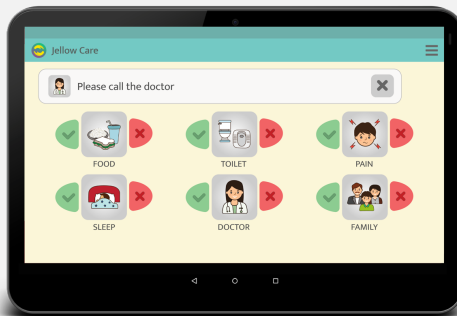 Jellow Care
Please call the doctor
FOOD
TOILET
PAIN
SLEEP
DOCTOR
FAMILY